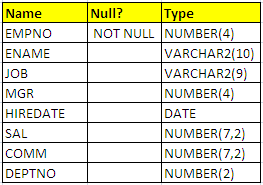 Name Null? Type
EMPNO NOT NULL NUMBER(4)
ENAME VARCHAR2(10)
JOB VARCHAR2(9)
MGR NUMBER(4)
HIREDATE DATE
SAL NUMBER(7,2)
COMM NUMBER(7,2)
DEPTNO NUMBER(2)